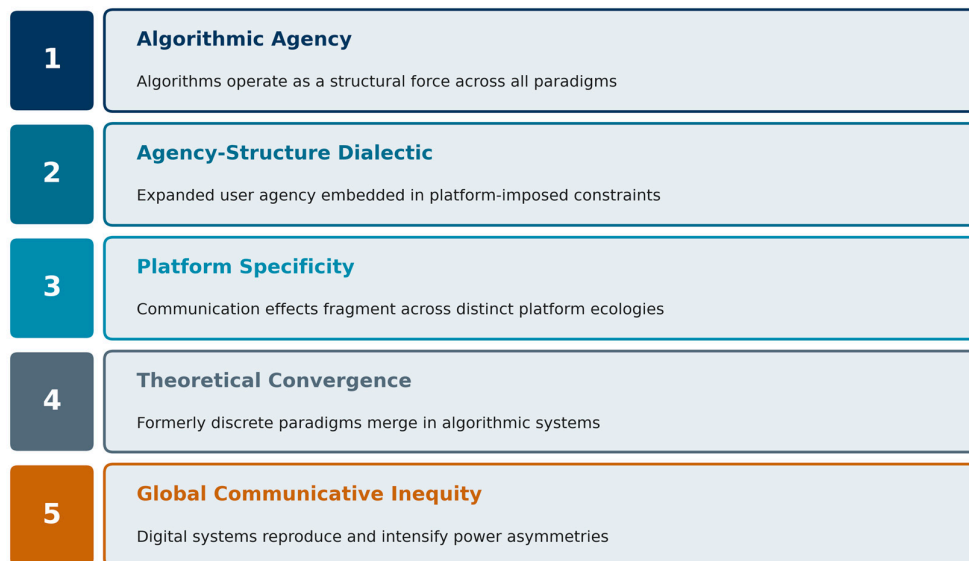 1
Algorithmic Agency
Algorithms operate as a structural force across all paradigms
2
Agency-Structure Dialectic
Expanded user agency embedded in platform-imposed constraints
3
Platform Specificity
Communication effects fragment across distinct platform ecologies
4
Theoretical Convergence
Formerly discrete paradigms merge in algorithmic systems
5
Global Communicative Inequity
Digital systems reproduce and intensify power asymmetries